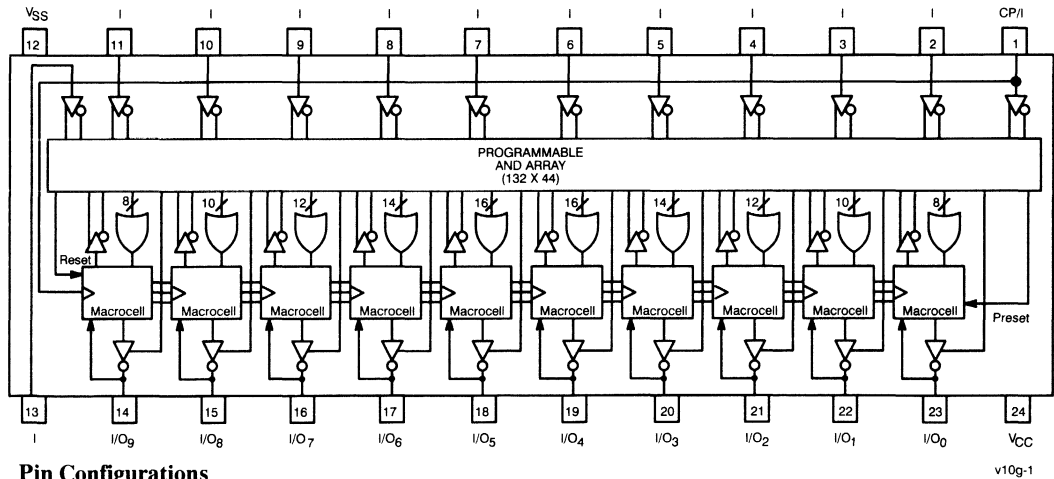 VSS I I I I I I I I I I CP/I
12 11 10 9 8 7 6 5 4 3 2 1
PROGRAMMABLE
AND ARRAY
(132 X 44)
8 10 12 14 16 16 14 12 10 8
Reset
Macrocell Macrocell Macrocell Macrocell Macrocell Macrocell Macrocell Macrocell Macrocell Macrocell
Preset
13 14 15 16 17 18 19 20 21 22 23 24
I I/O9 I/O8 I/O7 I/O6 I/O5 I/O4 I/O3 I/O2 I/O1 I/O0 VCC
v10g-1
Pin Configurations